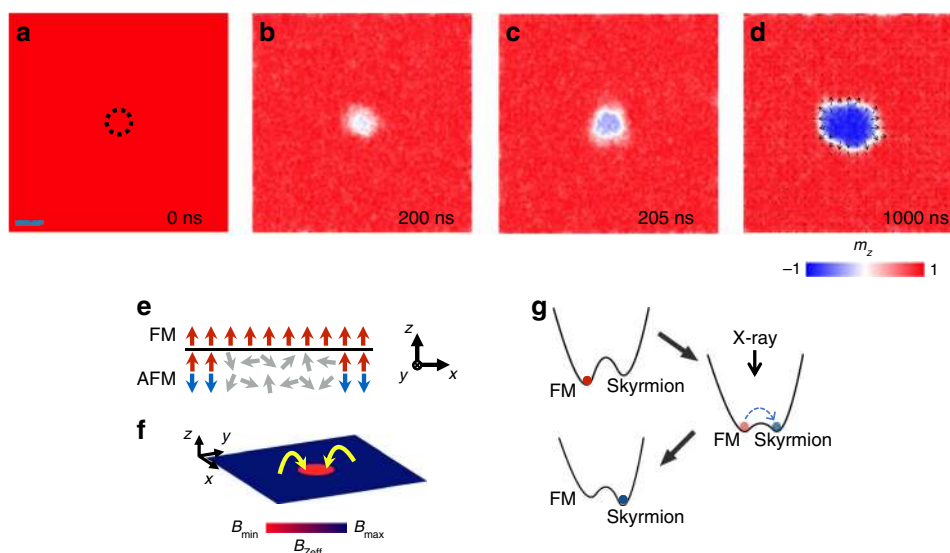 a
b
c
d
0 ns
200 ns
205 ns
1000 ns
m_z
–1
1
e
FM
AFM
z
y
x
f
z
y
x
B_min
B_max
B_Zeff
g
FM
Skyrmion
X-ray
FM
Skyrmion
FM
Skyrmion